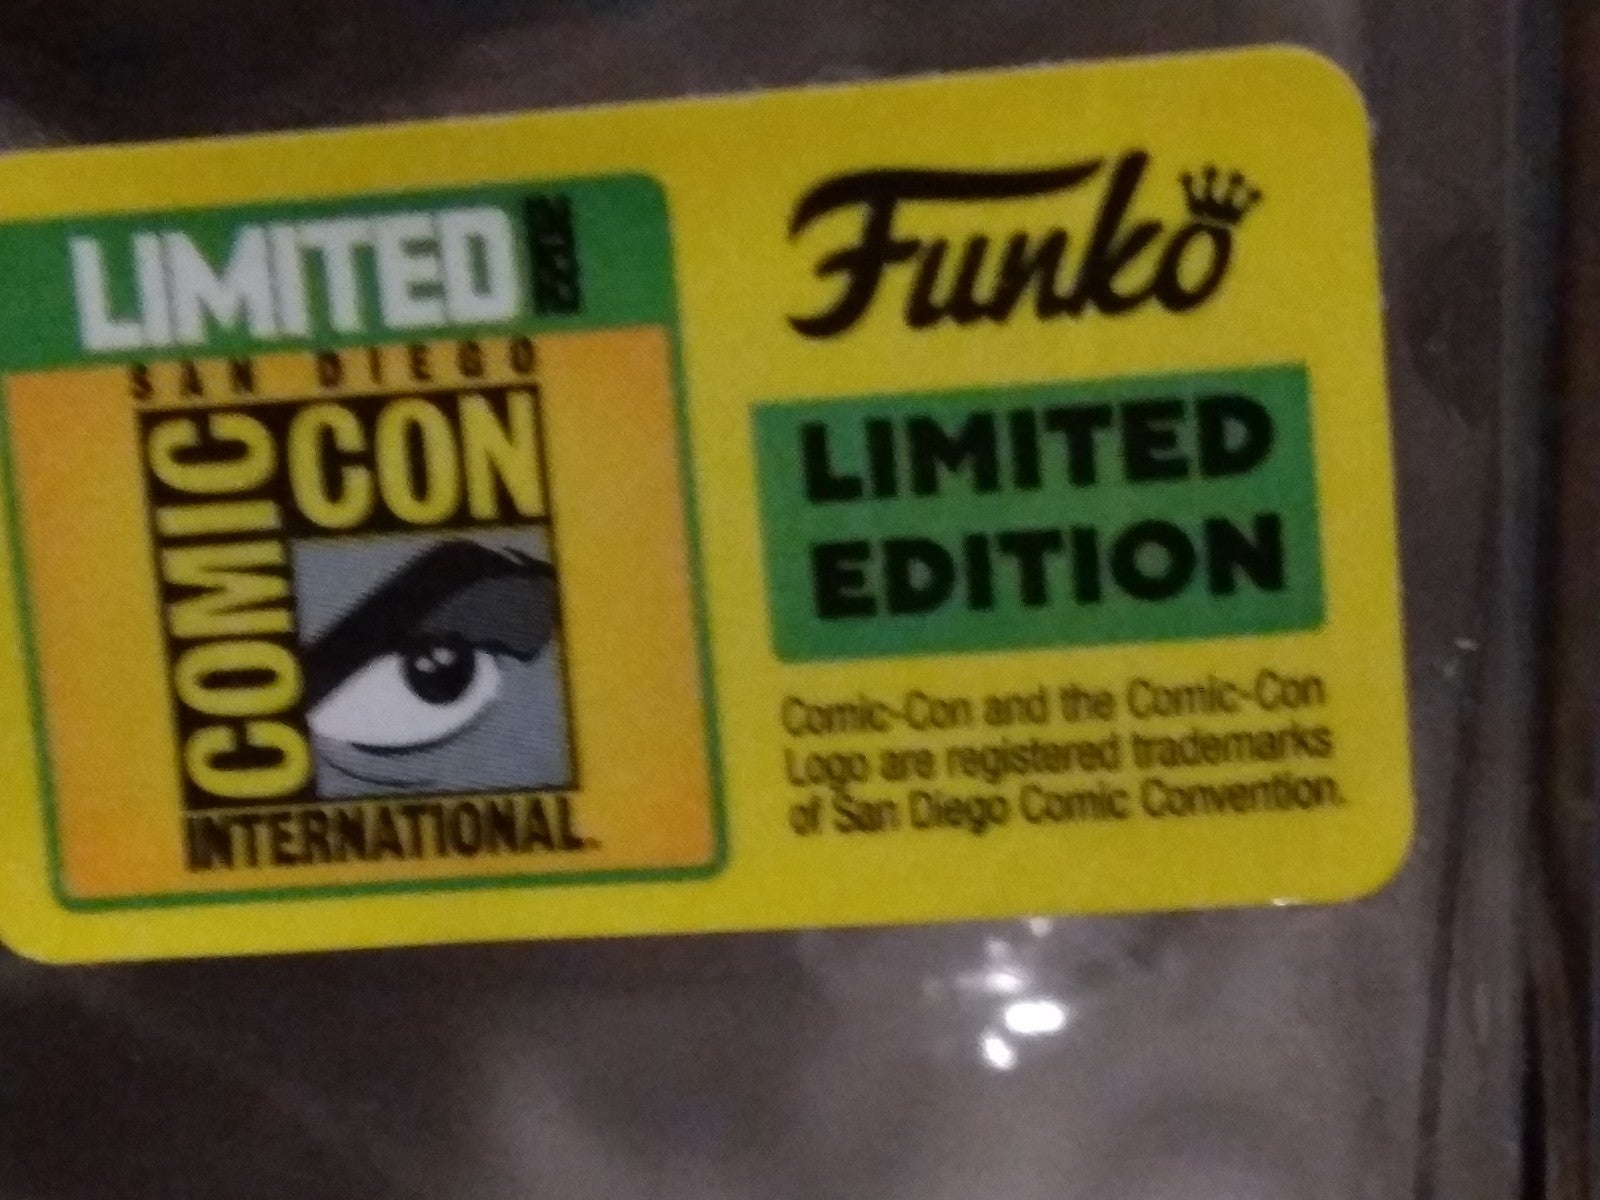 LIMITED 2022
SAN DIEGO
COMIC CON
INTERNATIONAL
Funko
LIMITED
EDITION
Comic-Con and the Comic-Con
Logo are registered trademarks
of San Diego Comic Convention.